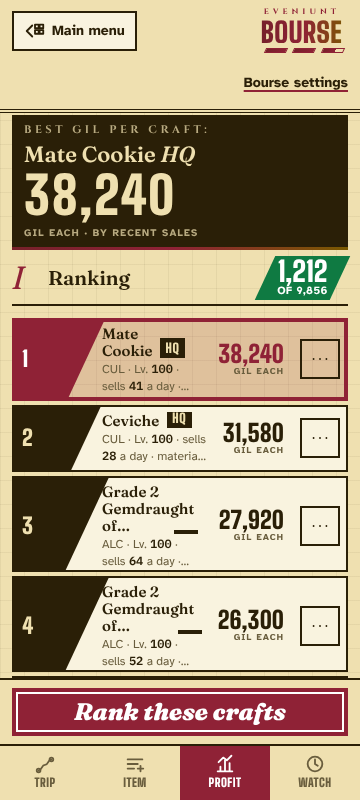 Main menu
EVENIUNT
BOURSE
Bourse settings
BEST GIL PER CRAFT:
Mate Cookie HQ
38,240
GIL EACH · BY RECENT SALES
I Ranking
1,212
OF 9,856
1
Mate
Cookie HQ
CUL · Lv. 100 ·
sells 41 a day ·...
38,240
GIL EACH
...
2
Ceviche HQ
CUL · Lv. 100 · sells
28 a day · materia...
31,580
GIL EACH
...
3
Grade 2
Gemdraught
of...
ALC · Lv. 100 ·
sells 64 a day ·...
27,920
GIL EACH
...
4
Grade 2
Gemdraught
of...
ALC · Lv. 100 ·
sells 52 a day ·...
26,300
GIL EACH
...
Rank these crafts
TRIP
ITEM
PROFIT
WATCH